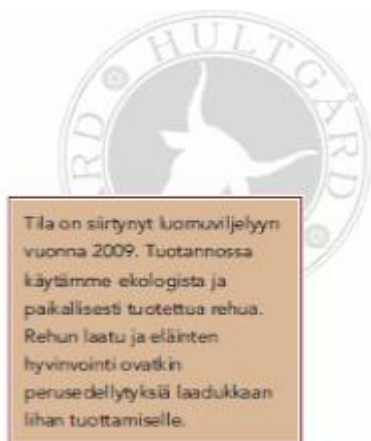 HULTGÅRD
Tila on siirtynyt luomuviljelyyn
vuonna 2009. Tuotannossa
käytämme ekologista ja
paikallisesti tuotettua rehua.
Rehun laatu ja eläinten
hyvinvointi ovatkin
perusedellytyksiä laadukkaan
lihan tuottamiselle.